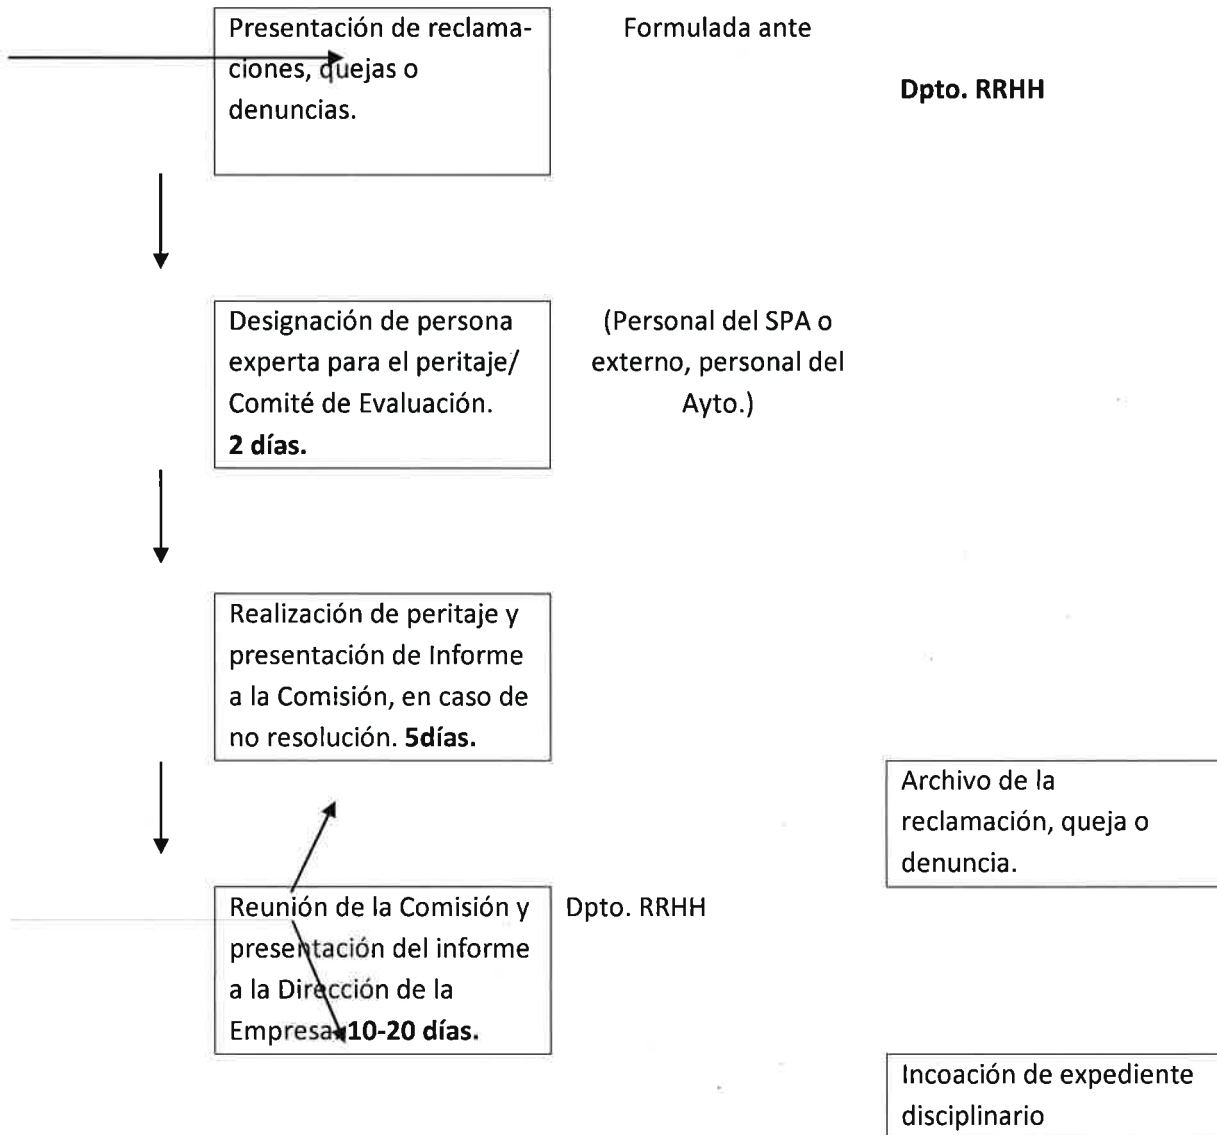 Presentación de reclama-
ciones, quejas o
denuncias.
Formulada ante
Dpto. RRHH
Designación de persona
experta para el peritaje/
Comité de Evaluación.
2 días.
(Personal del SPA o
externo, personal del
Ayto.)
Realización de peritaje y
presentación de Informe
a la Comisión, en caso de
no resolución. 5días.
Archivo de la
reclamación, queja o
denuncia.
Reunión de la Comisión y
presentación del informe
a la Dirección de la
Empresa. 10-20 días.
Dpto. RRHH
Incoación de expediente
disciplinario